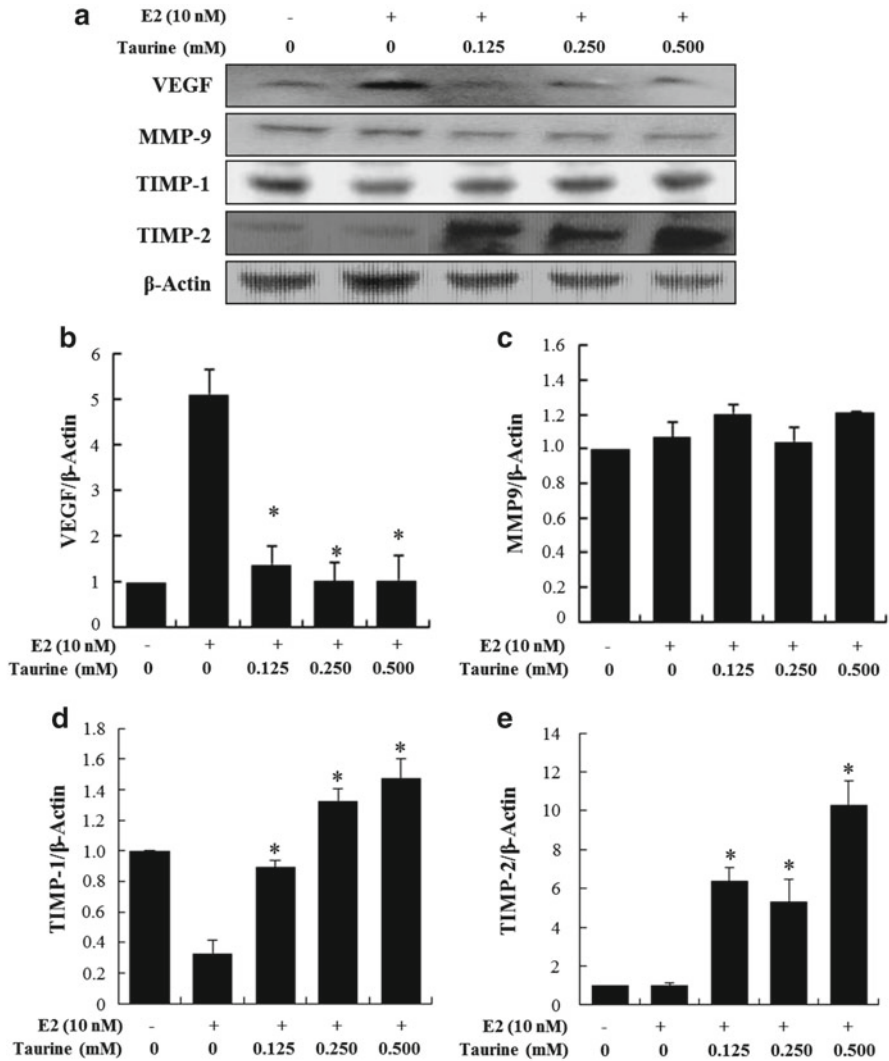 a
E2 (10 nM) - + + + +
Taurine (mM) 0 0 0.125 0.250 0.500
VEGF
MMP-9
TIMP-1
TIMP-2
β-Actin
b
VEGF/β-Actin
6
5
4
3
2
1
0
* * *
E2 (10 nM) - + + + +
Taurine (mM) 0 0 0.125 0.250 0.500
c
MMP9/β-Actin
1.6
1.4
1.2
1.0
0.8
0.6
0.4
0.2
0
E2 (10 nM) - + + + +
Taurine (mM) 0 0 0.125 0.250 0.500
d
TIMP-1/β-Actin
1.8
1.6
1.4
1.2
1.0
0.8
0.6
0.4
0.2
0
* * *
E2 (10 nM) - + + + +
Taurine (mM) 0 0 0.125 0.250 0.500
e
TIMP-2/β-Actin
14
12
10
8
6
4
2
0
* * *
E2 (10 nM) - + + + +
Taurine (mM) 0 0 0.125 0.250 0.500